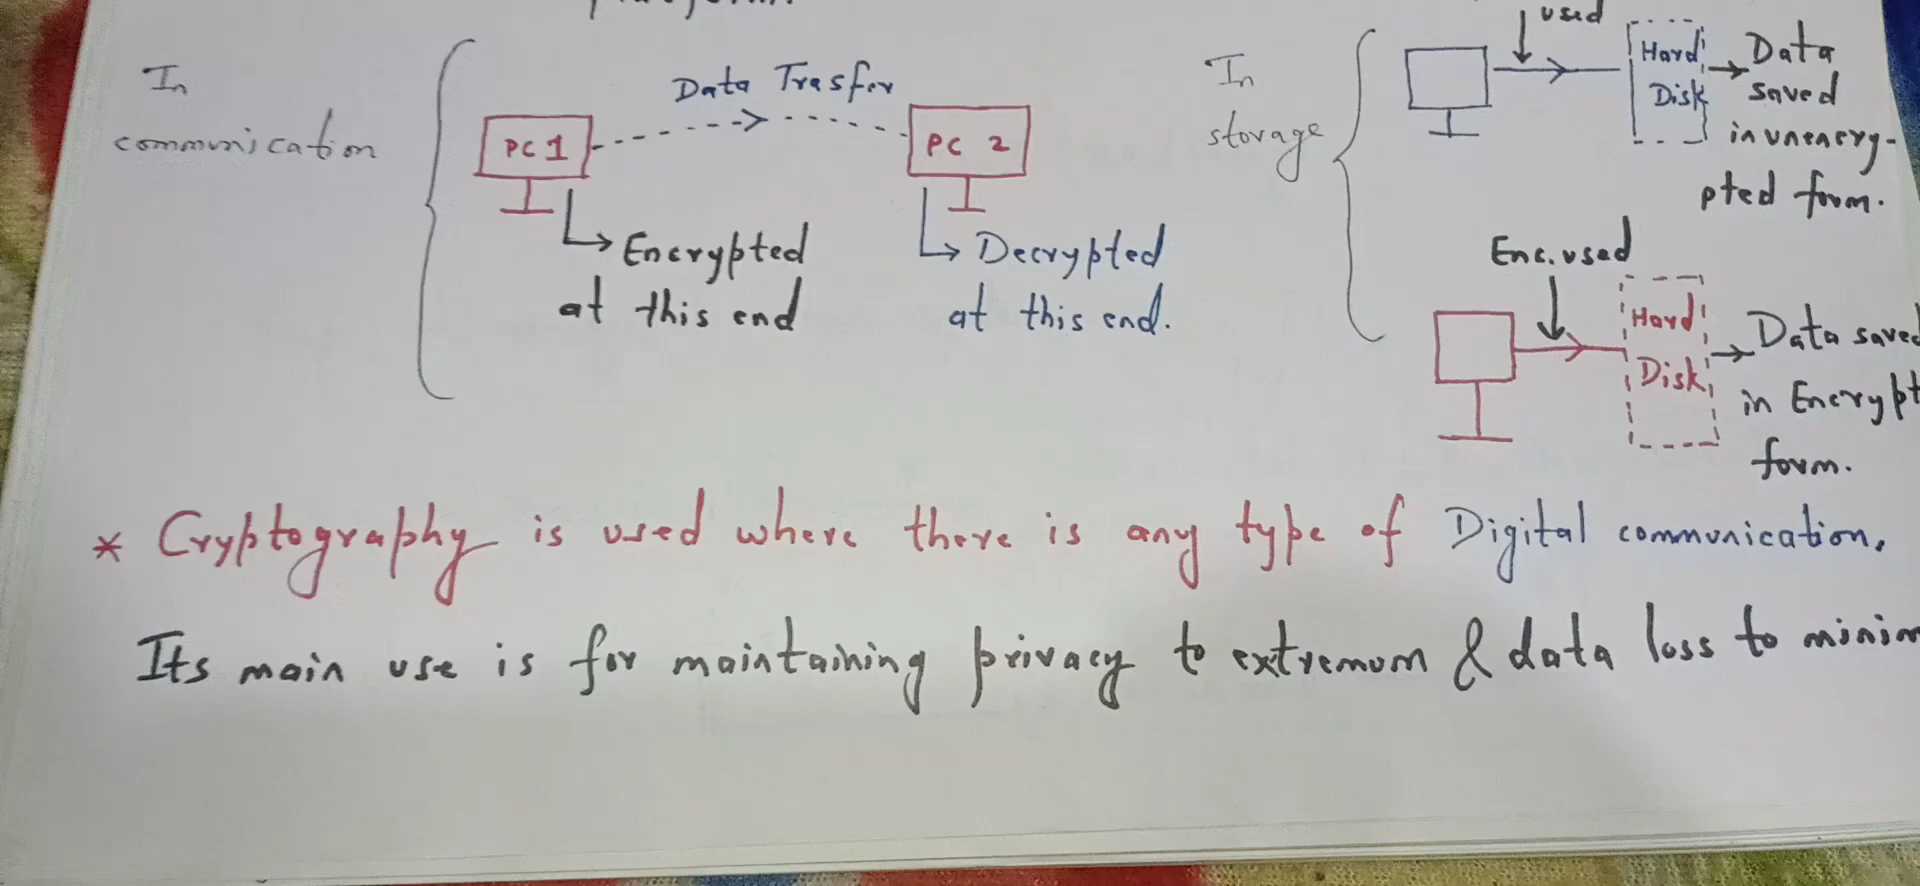 In
communication
Data Trasfer
PC 1
PC 2
Encrypted
at this end
Decrypted
at this end.
In
storage
used
Hard
Disk
Data
saved
in unencry-
pted form.
Enc. used
Hard
Disk
Data saved
in Encrypt
form.
* Cryptography is used where there is any type of Digital communication.
Its main use is for maintaining privacy to extremum & data loss to minim